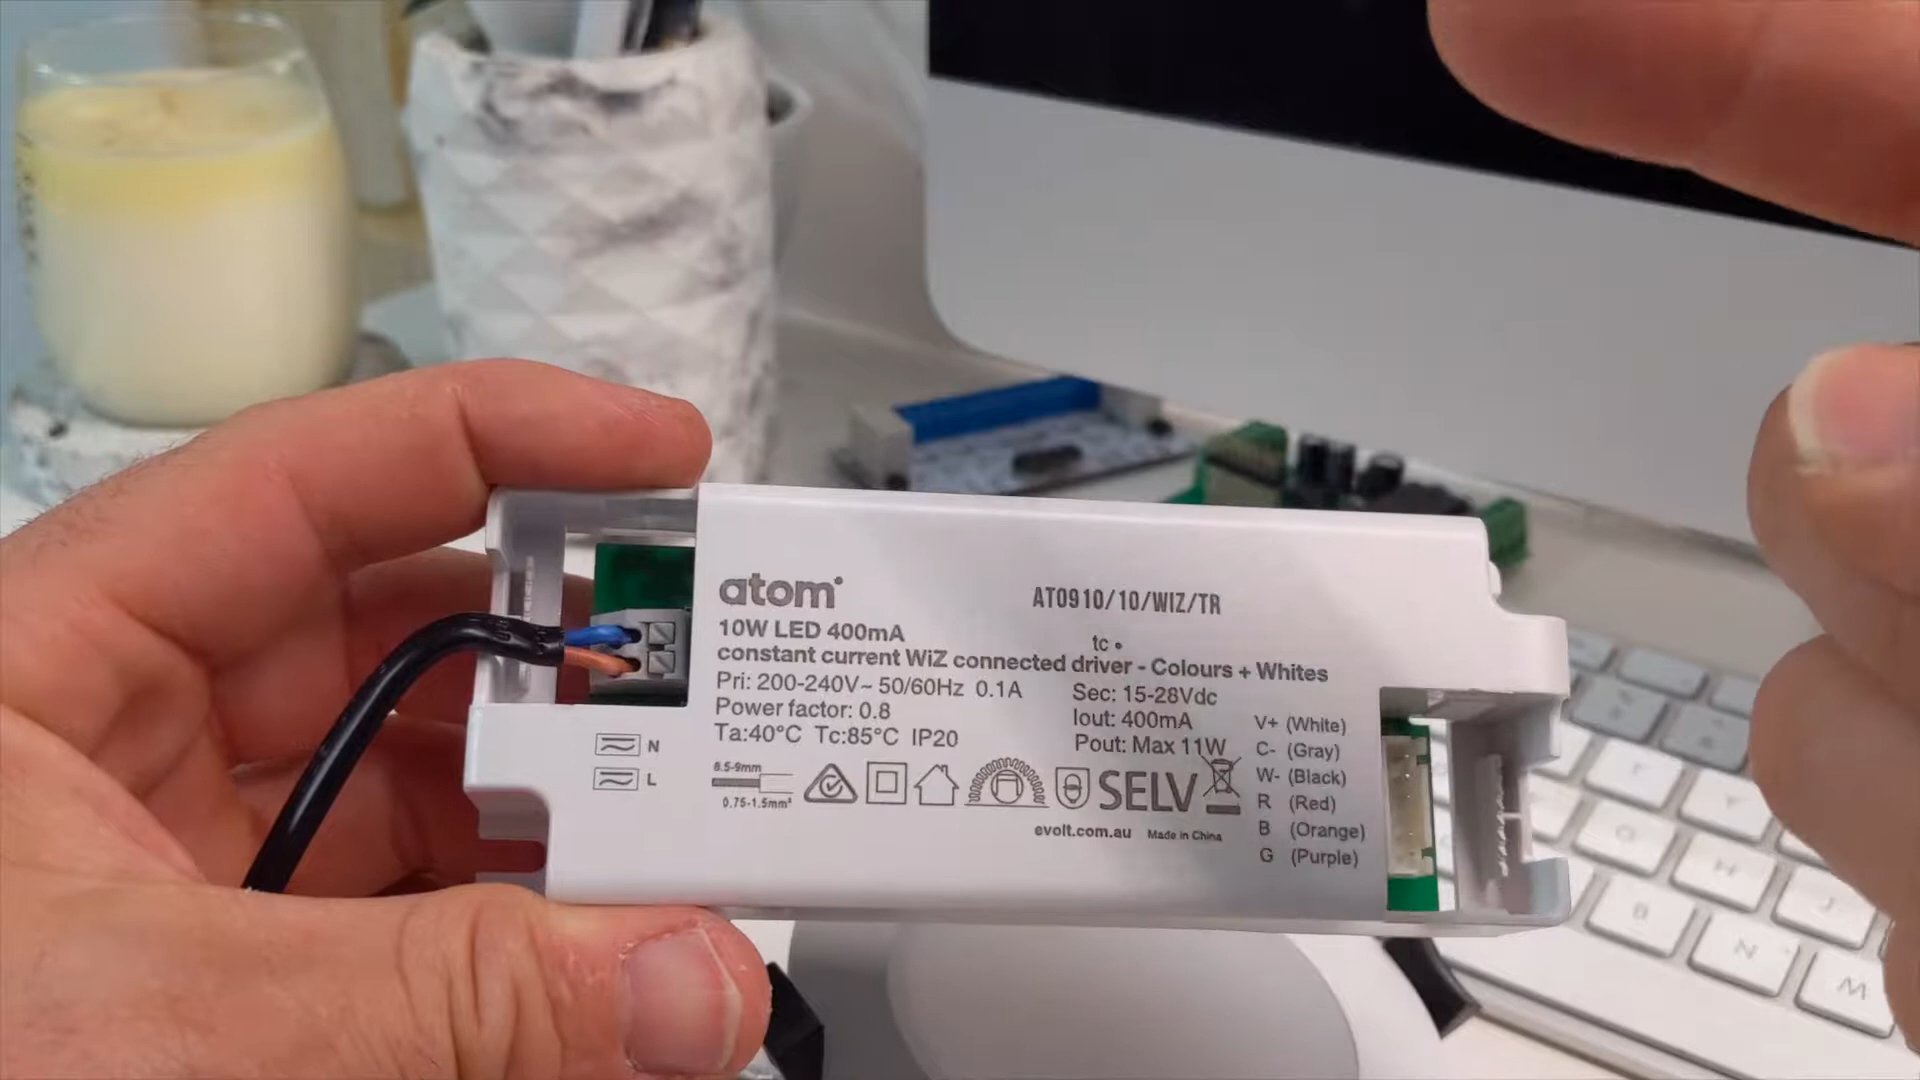 atom
AT0910/10/WIZ/TR
10W LED 400mA
tc
constant current WiZ connected driver - Colours + Whites
Pri: 200-240V~ 50/60Hz 0.1A
Power factor: 0.8
Ta:40°C Tc:85°C IP20
Sec: 15-28Vdc
Iout: 400mA
Pout: Max 11W
V+ (White)
C- (Gray)
W- (Black)
R (Red)
B (Orange)
G (Purple)
N
L
8.5-9mm
0.75-1.5mm²
SELV
evolt.com.au Made in China
B
N
M
H
J
G
F